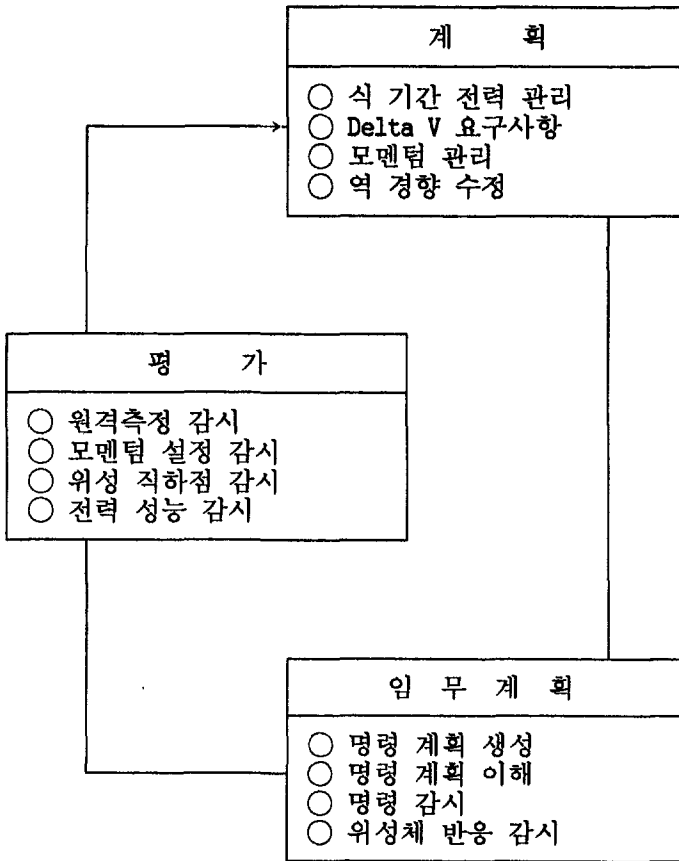 계 획
○ 식 기간 전력 관리
○ Delta V 요구사항
○ 모멘텀 관리
○ 역 경향 수정
평 가
○ 원격측정 감시
○ 모멘텀 설정 감시
○ 위성 직하점 감시
○ 전력 성능 감시
임 무 계 획
○ 명령 계획 생성
○ 명령 계획 이해
○ 명령 감시
○ 위성체 반응 감시